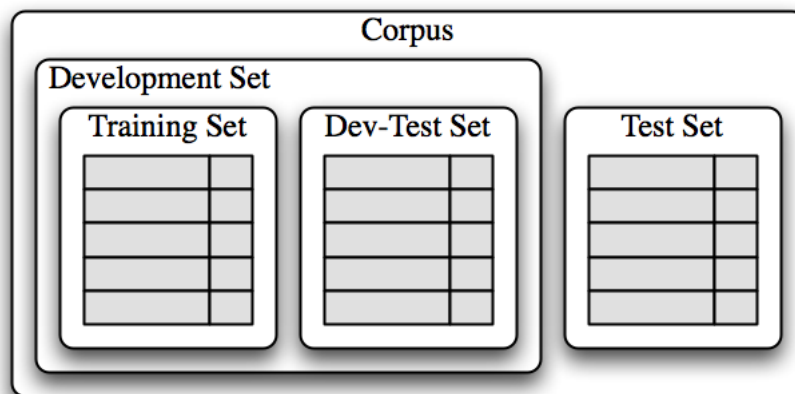 Corpus
Development Set
Training Set
Dev-Test Set
Test Set